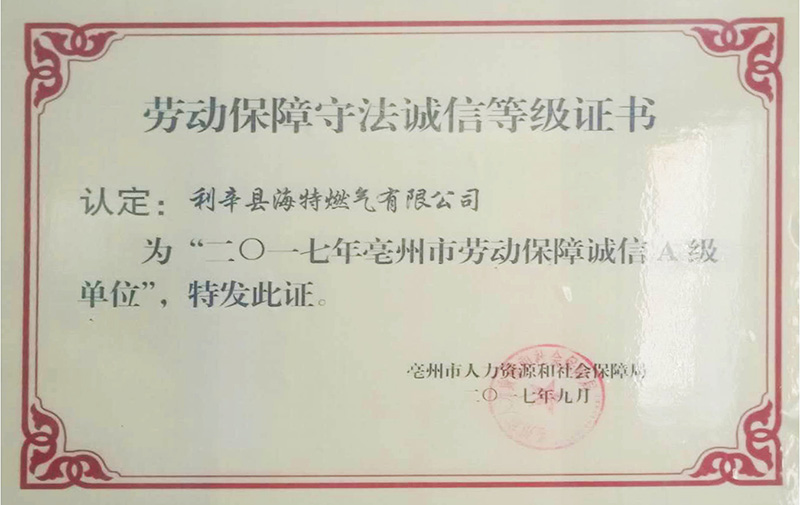 劳动保障守法诚信等级证书
认定：利辛县海特燃气有限公司
为“二〇一七年亳州市劳动保障诚信A级
单位”，特发此证。
亳州市人力资源和社会保障局
二〇一七年九月